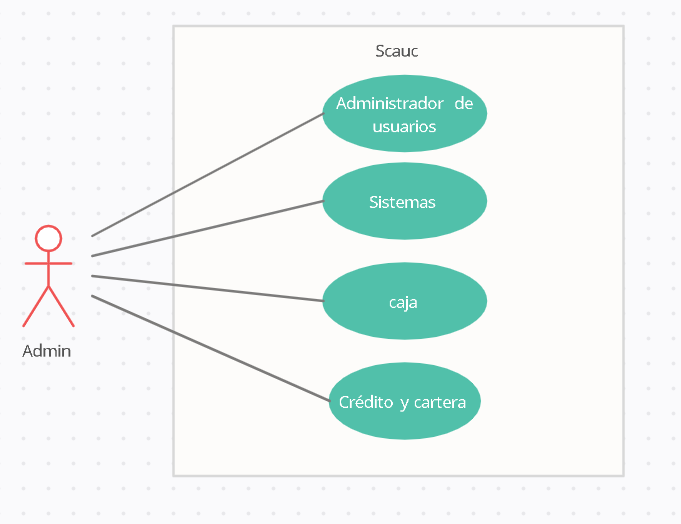 Scauc
Administrador de
usuarios
Sistemas
caja
Admin
Crédito y cartera